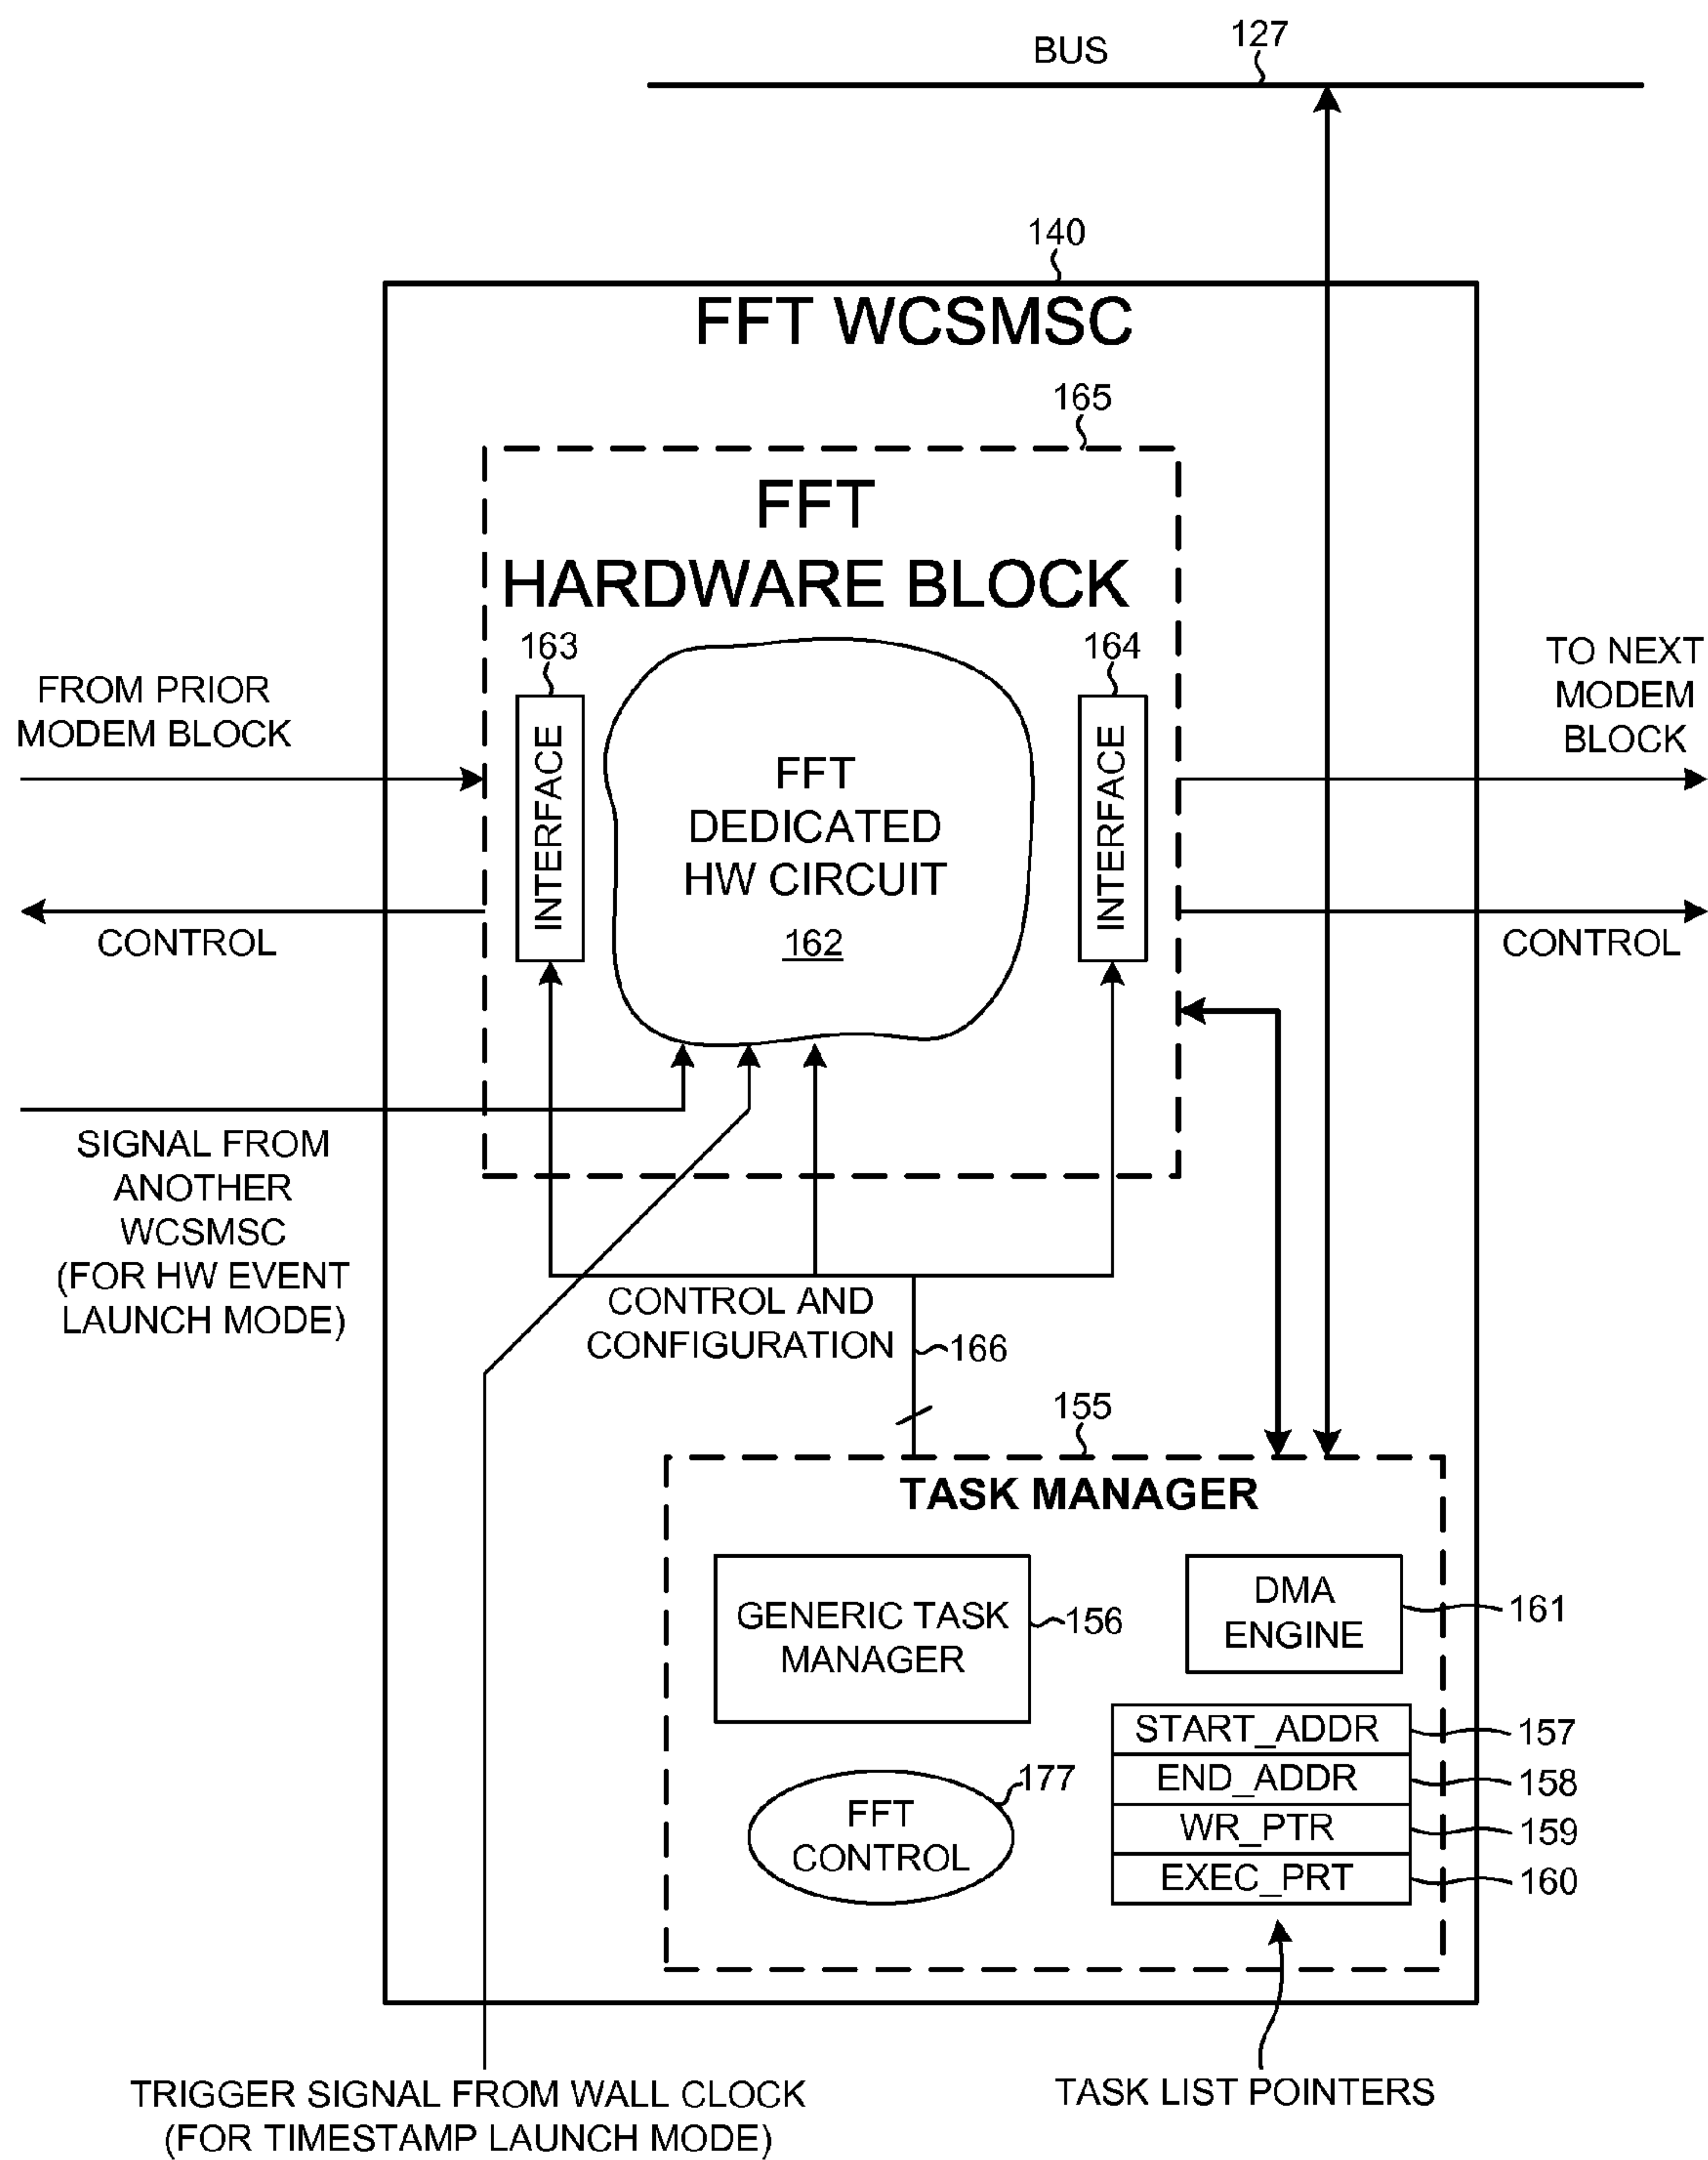 BUS
127
140
FFT WCSMSC
165
FFT
HARDWARE BLOCK
163
164
FROM PRIOR
MODEM BLOCK
TO NEXT
MODEM
BLOCK
INTERFACE
FFT
DEDICATED
HW CIRCUIT
162
INTERFACE
CONTROL
CONTROL
SIGNAL FROM
ANOTHER
WCSMSC
(FOR HW EVENT
LAUNCH MODE)
CONTROL AND
CONFIGURATION
166
155
TASK MANAGER
GENERIC TASK
MANAGER
156
DMA
ENGINE
161
START_ADDR
157
END_ADDR
158
WR_PTR
159
EXEC_PRT
160
177
FFT
CONTROL
TRIGGER SIGNAL FROM WALL CLOCK
(FOR TIMESTAMP LAUNCH MODE)
TASK LIST POINTERS